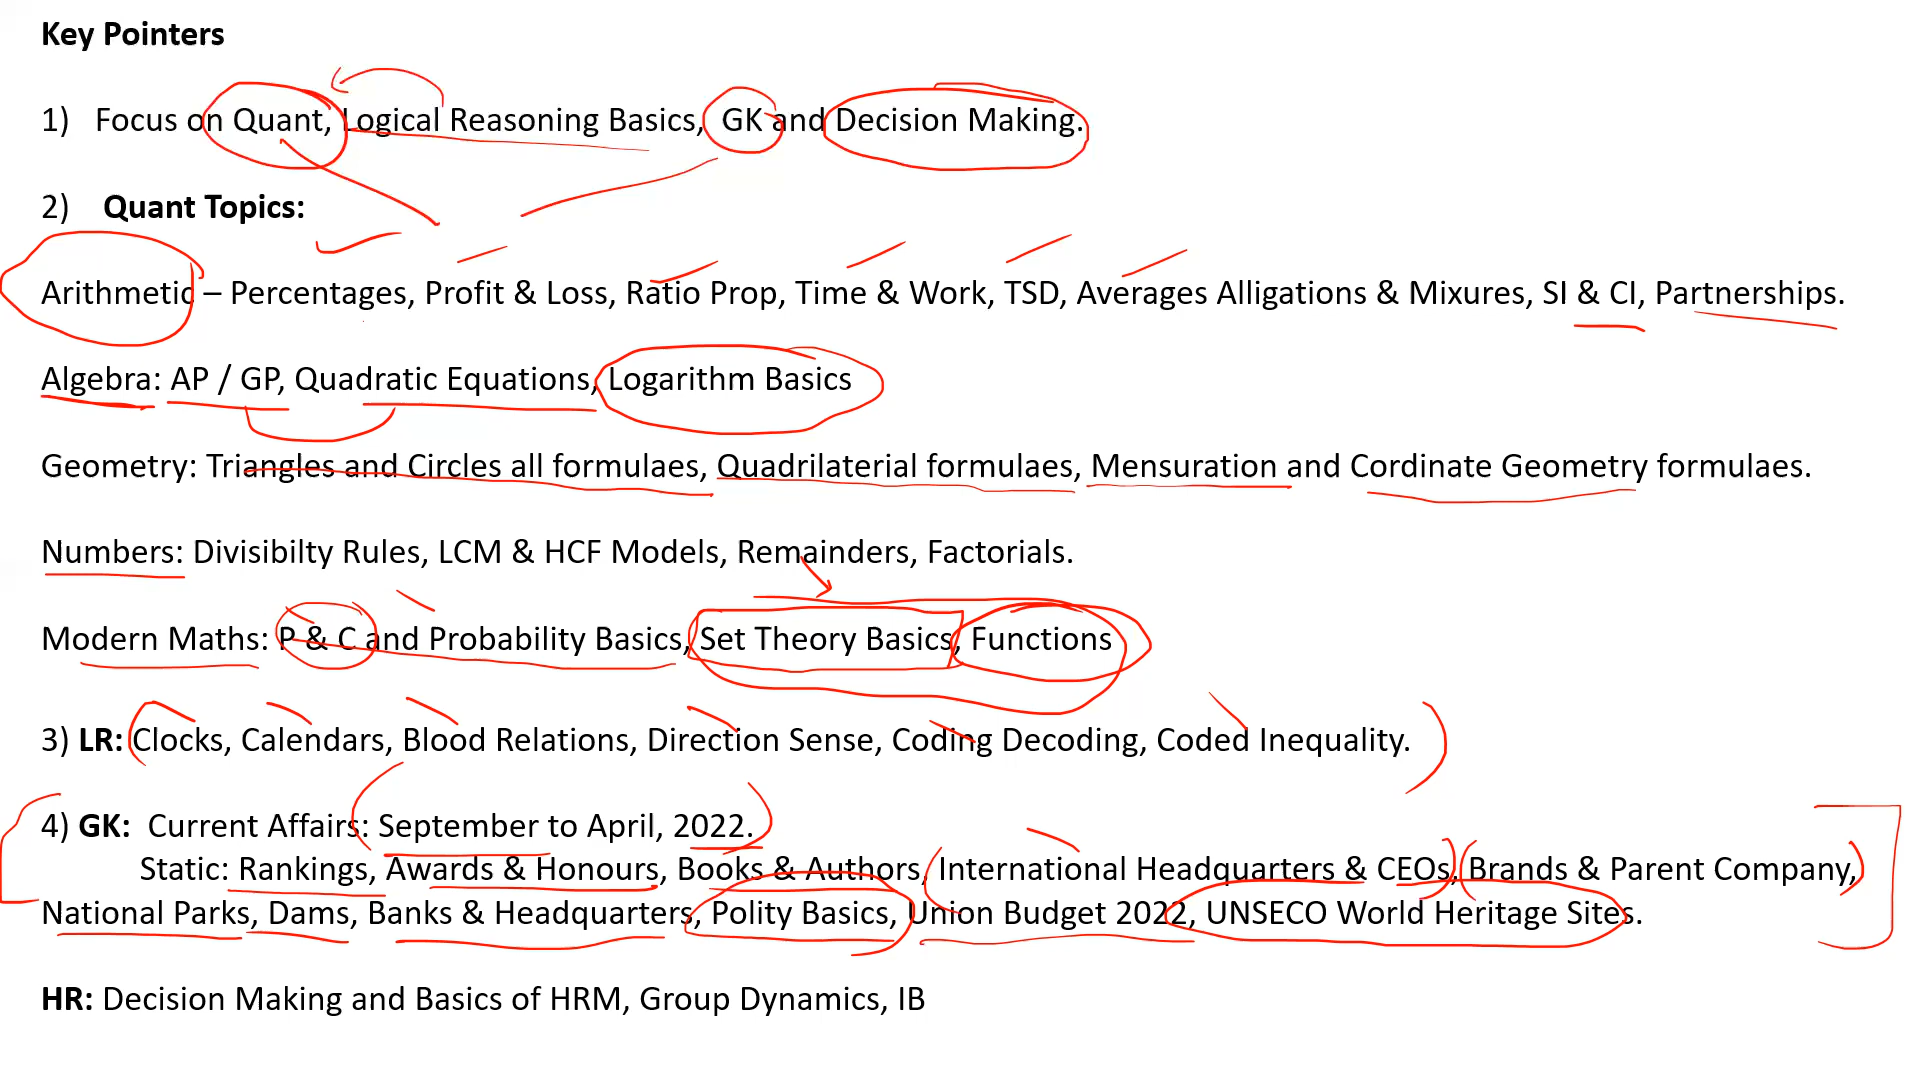 Key Pointers
1) Focus on Quant, Logical Reasoning Basics, GK and Decision Making.
2) Quant Topics:
Arithmetic – Percentages, Profit & Loss, Ratio Prop, Time & Work, TSD, Averages Alligations & Mixures, SI & CI, Partnerships.
Algebra: AP / GP, Quadratic Equations, Logarithm Basics
Geometry: Triangles and Circles all formulaes, Quadrilaterial formulaes, Mensuration and Cordinate Geometry formulaes.
Numbers: Divisibilty Rules, LCM & HCF Models, Remainders, Factorials.
Modern Maths: P & C and Probability Basics, Set Theory Basics, Functions
3) LR: Clocks, Calendars, Blood Relations, Direction Sense, Coding Decoding, Coded Inequality.
4) GK: Current Affairs: September to April, 2022.
Static: Rankings, Awards & Honours, Books & Authors, International Headquarters & CEOs, Brands & Parent Company,
National Parks, Dams, Banks & Headquarters, Polity Basics, Union Budget 2022, UNSECO World Heritage Sites.
HR: Decision Making and Basics of HRM, Group Dynamics, IB